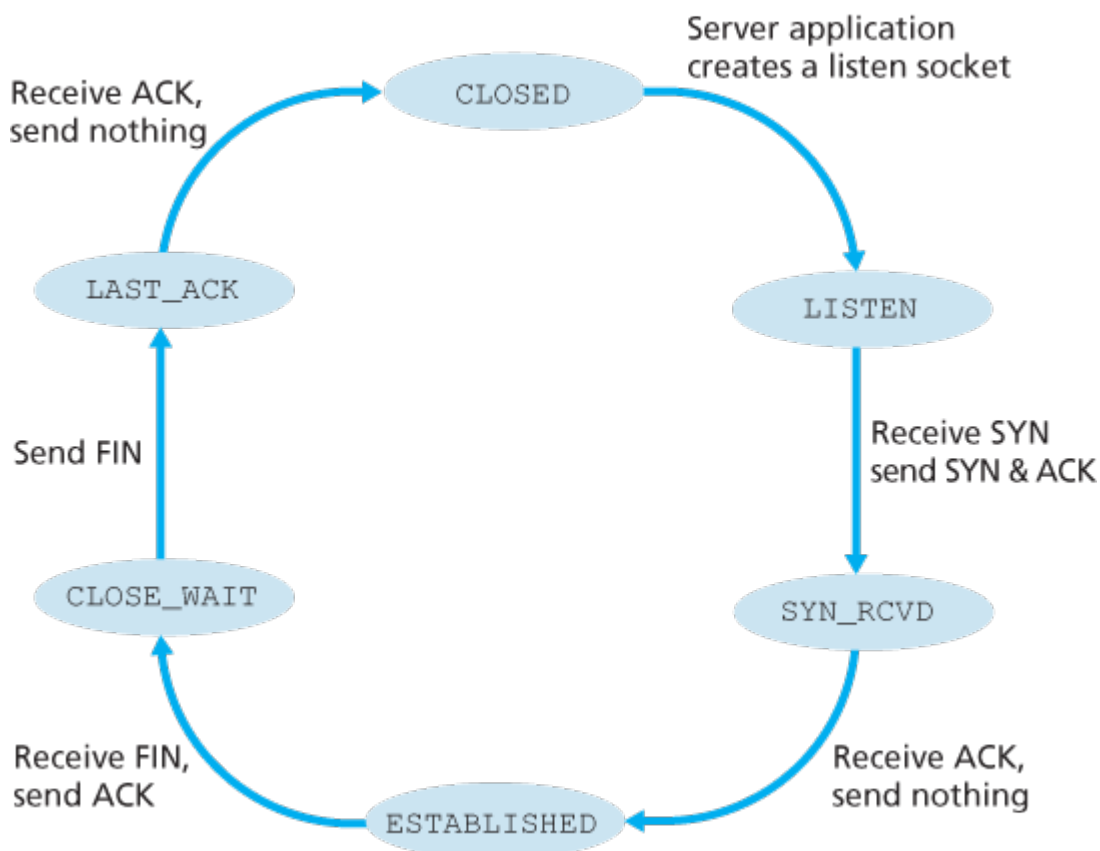 Server application
creates a listen socket
CLOSED
Receive ACK,
send nothing
LAST_ACK
LISTEN
Receive SYN
send SYN & ACK
Send FIN
CLOSE_WAIT
SYN_RCVD
Receive FIN,
send ACK
Receive ACK,
send nothing
ESTABLISHED